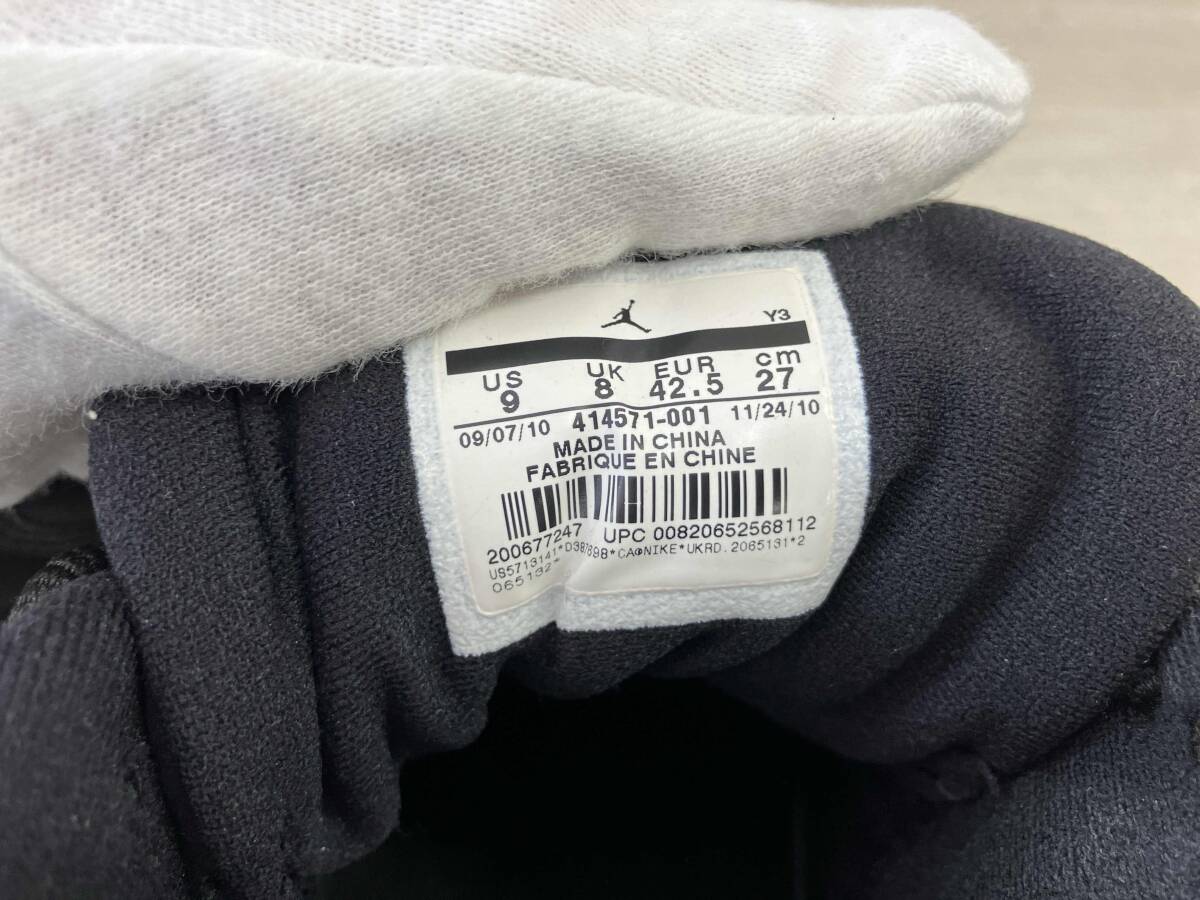 Y3
US UK EUR cm
9 8 42.5 27
09/07/10 414571-001 11/24/10
MADE IN CHINA
FABRIQUE EN CHINE
200677247 UPC 00820652568112
US5713141*D387898*CA®NIKE*UKRD.2065131*2
065132*